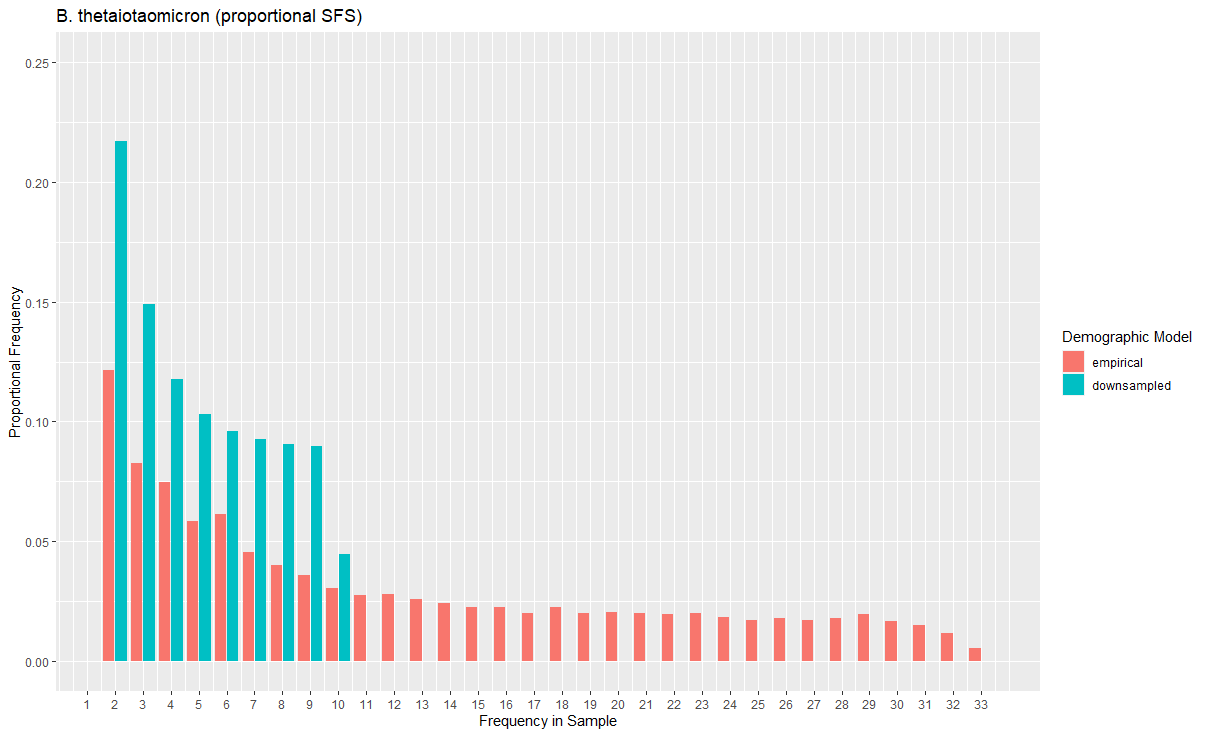 B. thetaiotaomicron (proportional SFS)
0.25
0.20
0.15
0.10
0.05
0.00
Proportional Frequency
1 2 3 4 5 6 7 8 9 10 11 12 13 14 15 16 17 18 19 20 21 22 23 24 25 26 27 28 29 30 31 32 33
Frequency in Sample
Demographic Model
empirical
downsampled